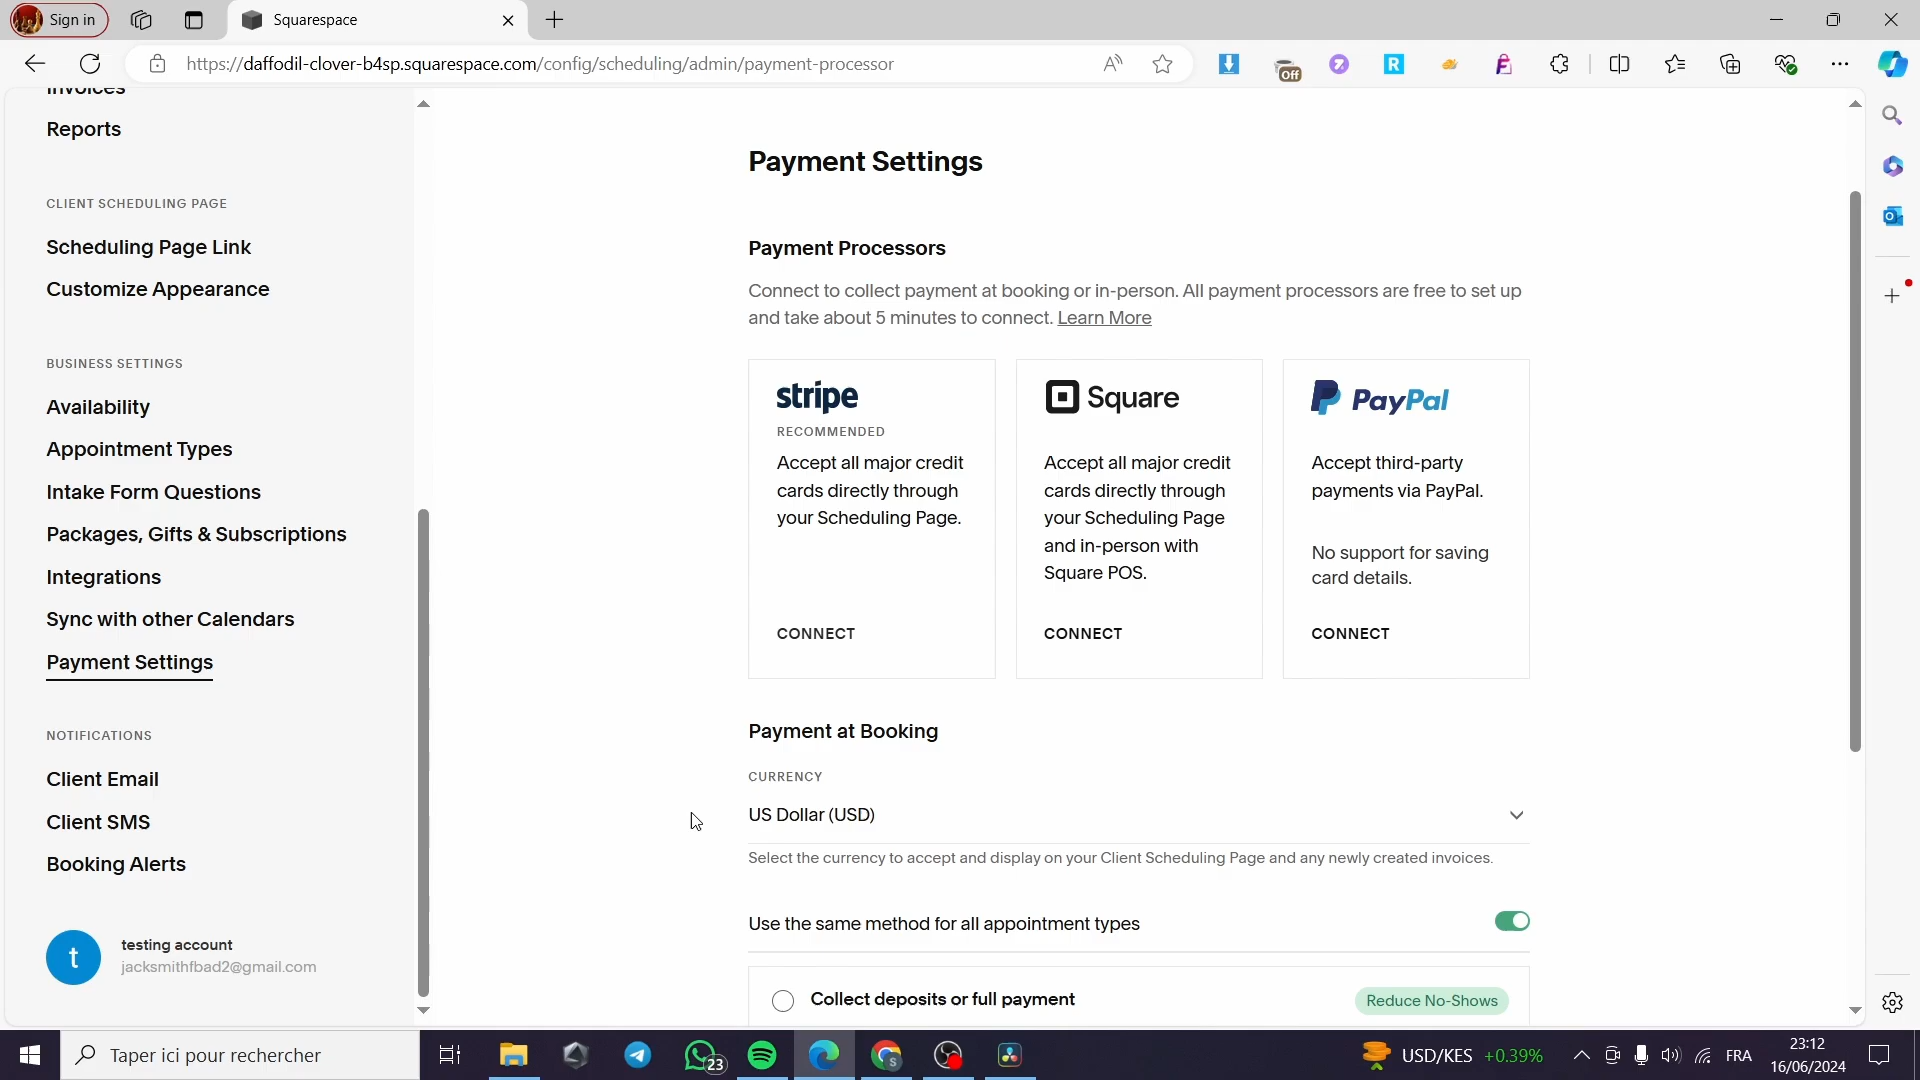 Sign in
Squarespace
https://daffodil-clover-b4sp.squarespace.com/config/scheduling/admin/payment-processor
Off
Invoices
Reports
CLIENT SCHEDULING PAGE
Scheduling Page Link
Customize Appearance
BUSINESS SETTINGS
Availability
Appointment Types
Intake Form Questions
Packages, Gifts & Subscriptions
Integrations
Sync with other Calendars
Payment Settings
NOTIFICATIONS
Client Email
Client SMS
Booking Alerts
t
testing account
jacksmithfbad2@gmail.com
Payment Settings
Payment Processors
Connect to collect payment at booking or in-person. All payment processors are free to set up
and take about 5 minutes to connect. Learn More
stripe
RECOMMENDED
Accept all major credit
cards directly through
your Scheduling Page.
CONNECT
Square
Accept all major credit
cards directly through
your Scheduling Page
and in-person with
Square POS.
CONNECT
PayPal
Accept third-party
payments via PayPal.
No support for saving
card details.
CONNECT
Payment at Booking
CURRENCY
US Dollar (USD)
Select the currency to accept and display on your Client Scheduling Page and any newly created invoices.
Use the same method for all appointment types
Collect deposits or full payment
Reduce No-Shows
Taper ici pour rechercher
23
USD/KES +0.39%
FRA
23:12
16/06/2024